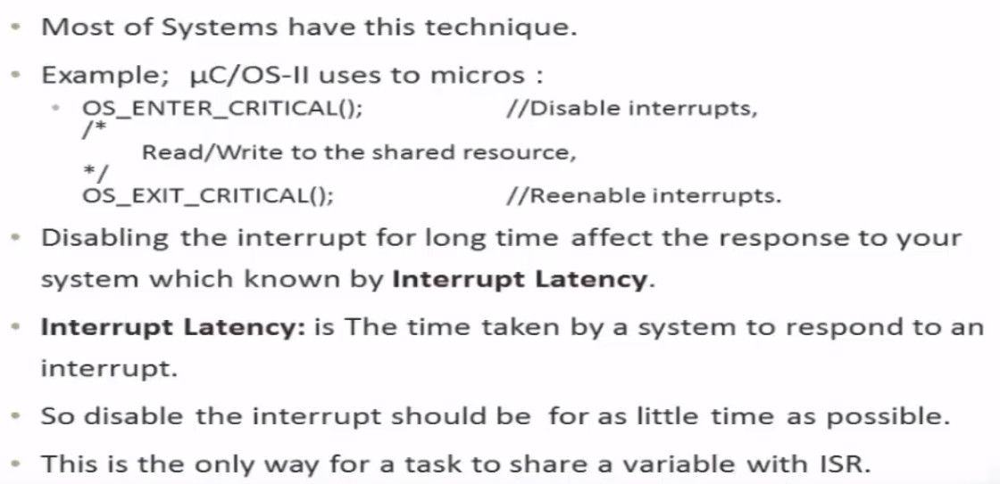 • Most of Systems have this technique.
• Example; µC/OS-II uses to micros :
• OS_ENTER_CRITICAL(); //Disable interrupts,
/*
Read/Write to the shared resource,
*/
OS_EXIT_CRITICAL(); //Reenable interrupts.
• Disabling the interrupt for long time affect the response to your
system which known by Interrupt Latency.
• Interrupt Latency: is The time taken by a system to respond to an
interrupt.
• So disable the interrupt should be for as little time as possible.
• This is the only way for a task to share a variable with ISR.